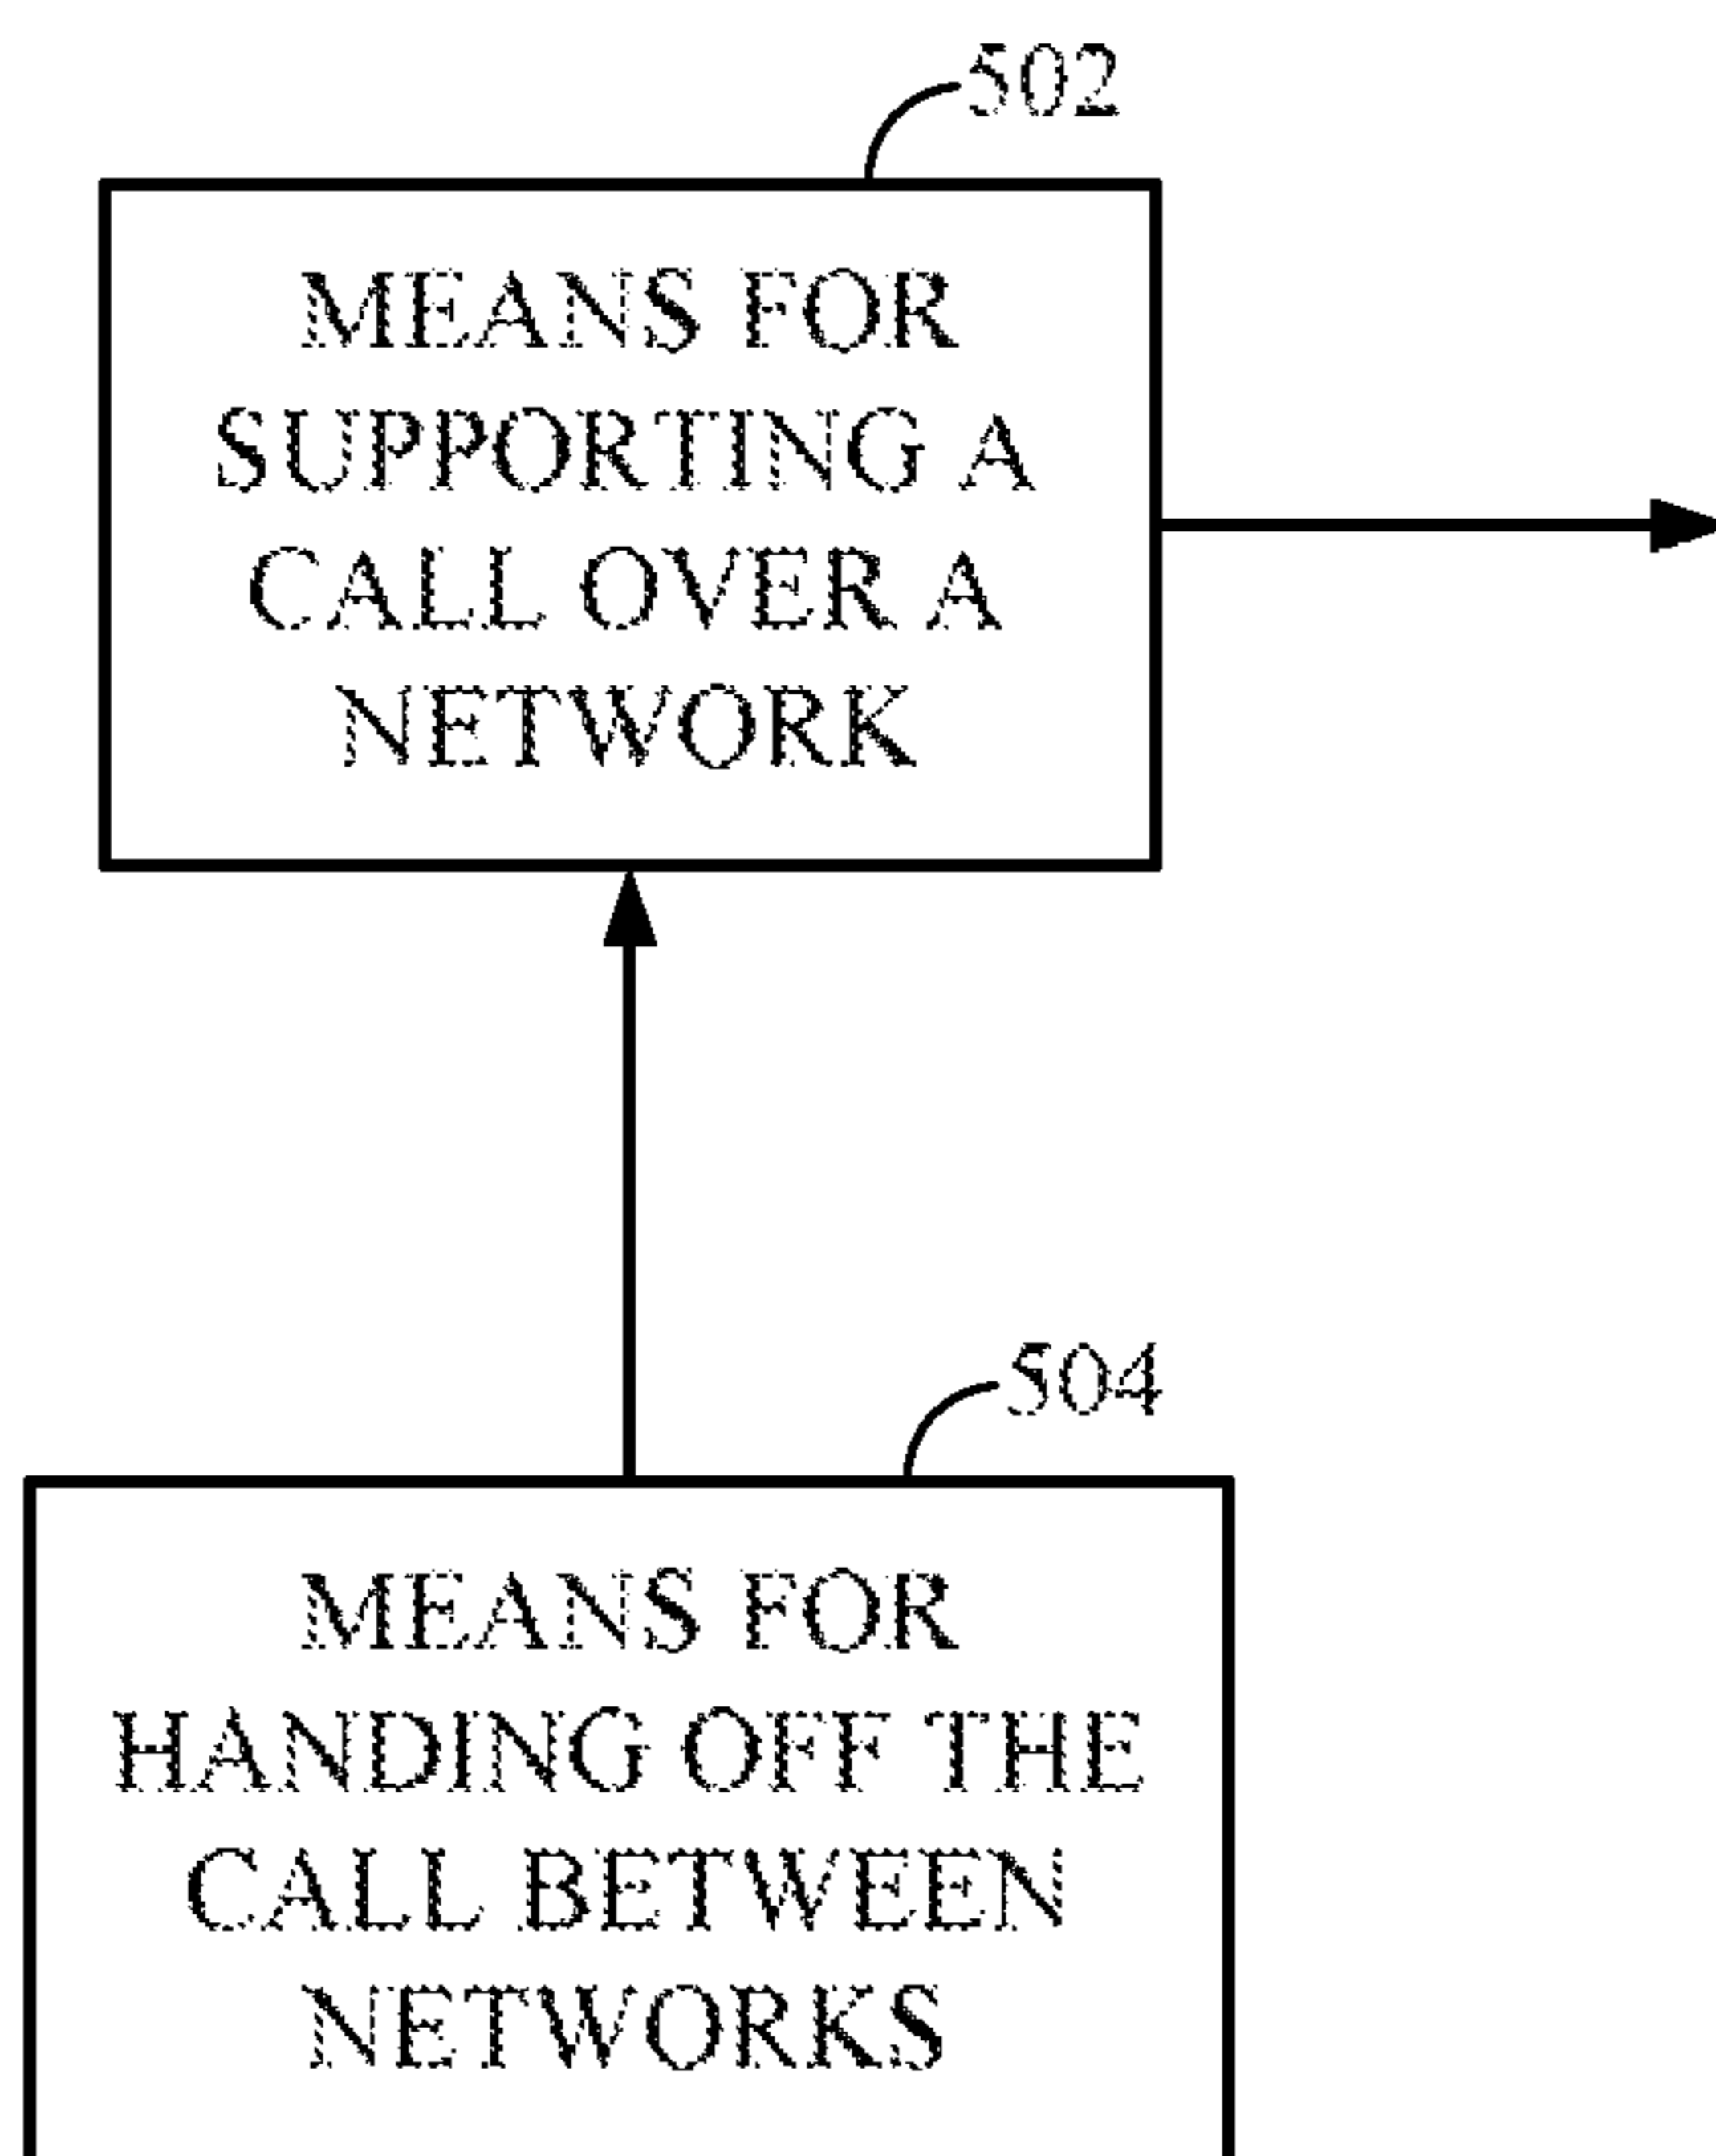 502
MEANS FOR
SUPPORTING A
CALL OVER A
NETWORK
504
MEANS FOR
HANDING OFF THE
CALL BETWEEN
NETWORKS